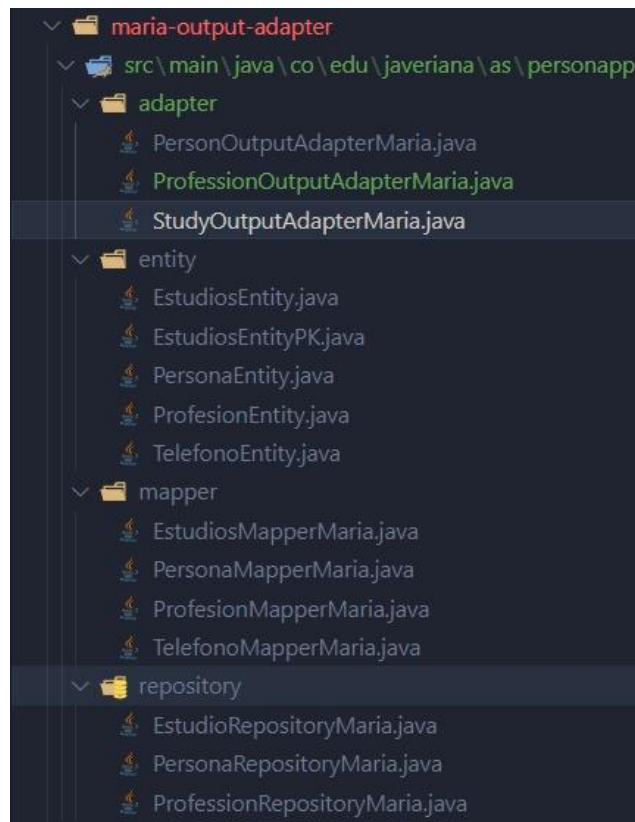 maria-output-adapter
src\main\java\co\edu\javeriana\as\personapp
adapter
PersonOutputAdapterMaria.java
ProfessionOutputAdapterMaria.java
StudyOutputAdapterMaria.java
entity
EstudiosEntity.java
EstudiosEntityPK.java
PersonaEntity.java
ProfesionEntity.java
TelefonoEntity.java
mapper
EstudiosMapperMaria.java
PersonaMapperMaria.java
ProfesionMapperMaria.java
TelefonoMapperMaria.java
repository
EstudioRepositoryMaria.java
PersonaRepositoryMaria.java
ProfessionRepositoryMaria.java